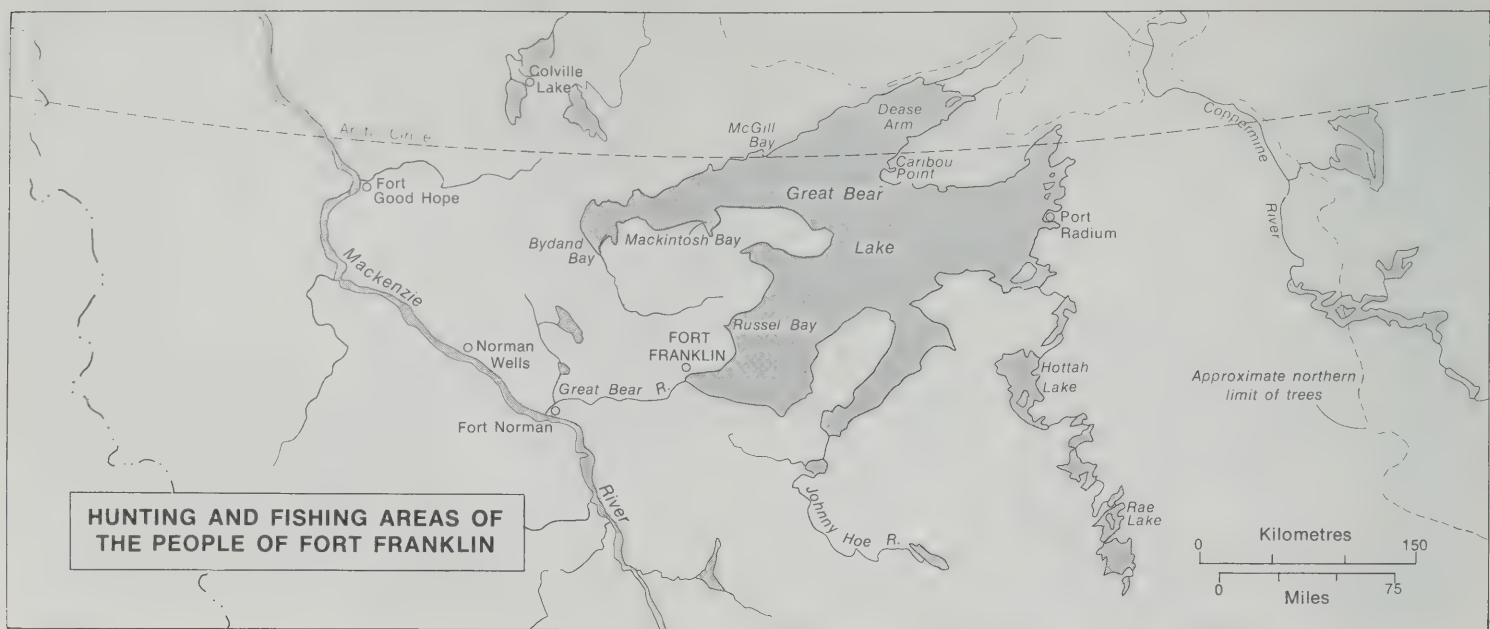 Colville
Lake
Dease
Arm
McGill
Bay
Coppermine
River
Caribou
Point
Fort
Good Hope
Great Bear
Lake
Port
Radium
Bydand
Bay
Mackintosh Bay
Mackenzie
River
Russel Bay
FORT
FRANKLIN
Norman
Wells
Great Bear R.
Hottah
Lake
Approximate northern
limit of trees
Fort Norman
Johnny Hoe R.
Rae
Lake
HUNTING AND FISHING AREAS OF
THE PEOPLE OF FORT FRANKLIN
Kilometres
0 150
0 75
Miles